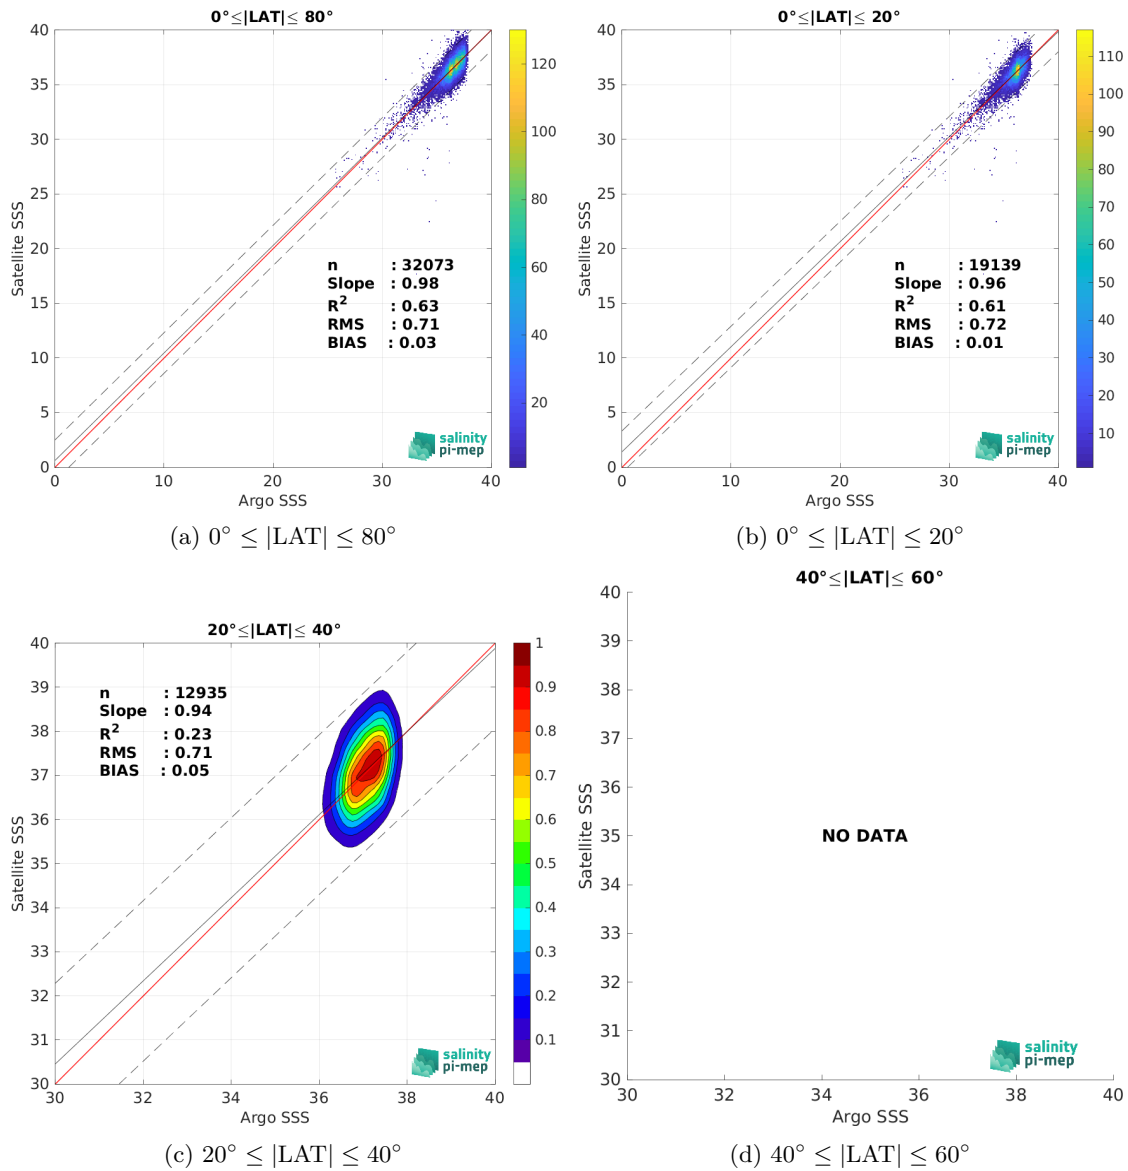 0°≤|LAT|≤ 80°
40
35
30
25
20
15
10
5
0
0
10
20
30
40
Satellite SSS
Argo SSS
n : 32073
Slope : 0.98
R²  : 0.63
RMS : 0.71
BIAS : 0.03
salinity
pi-mep
120
100
80
60
40
20
(a) 0° ≤ |LAT| ≤ 80°
0°≤|LAT|≤ 20°
40
35
30
25
20
15
10
5
0
0
10
20
30
40
Satellite SSS
Argo SSS
n : 19139
Slope : 0.96
R² : 0.61
RMS : 0.72
BIAS : 0.01
salinity
pi-mep
110
100
90
80
70
60
50
40
30
20
10
(b) 0° ≤ |LAT| ≤ 20°
20°≤|LAT|≤ 40°
40
39
38
37
36
35
34
33
32
31
30
30
32
34
36
38
40
Satellite SSS
Argo SSS
n : 12935
Slope : 0.94
R² : 0.23
RMS : 0.71
BIAS : 0.05
salinity
pi-mep
1
0.9
0.8
0.7
0.6
0.5
0.4
0.3
0.2
0.1
(c) 20° ≤ |LAT| ≤ 40°
40°≤|LAT|≤ 60°
40
39
38
37
36
35
34
33
32
31
30
30
32
34
36
38
40
Satellite SSS
Argo SSS
NO DATA
salinity
pi-mep
(d) 40° ≤ |LAT| ≤ 60°